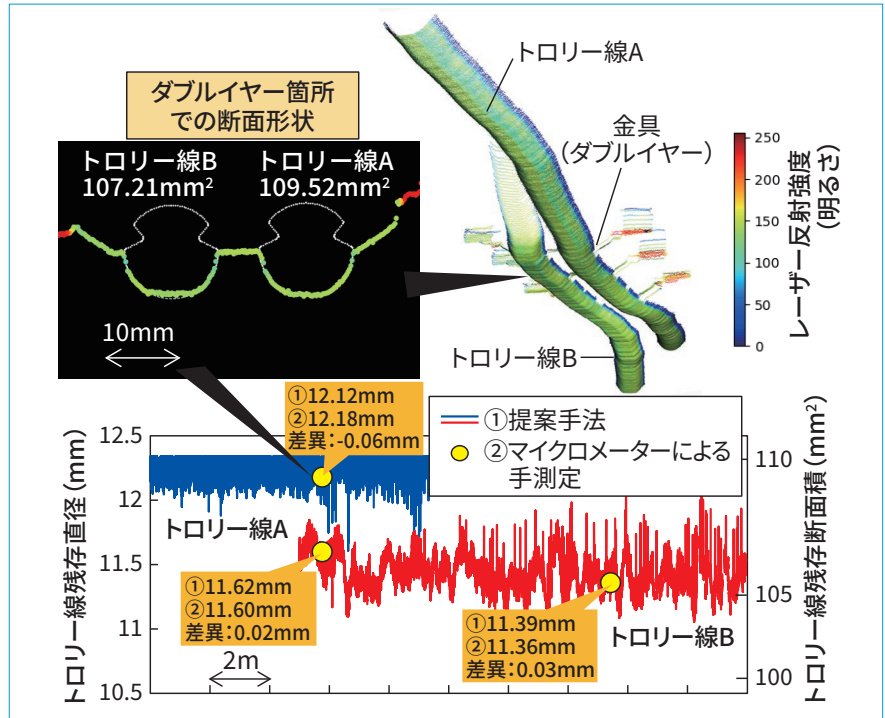 ダブルイヤー箇所
での断面形状
トロリー線B
107.21mm²
トロリー線A
109.52mm²
10mm
トロリー線A
金具
（ダブルイヤー）
トロリー線B
250
200
150
100
50
0
レーザー反射強度
（明るさ）
①12.12mm
②12.18mm
差異：-0.06mm
①提案手法
②マイクロメーターによる
手測定
トロリー線残存直径（mm）
12.5
12
11.5
11
10.5
トロリー線A
①11.62mm
②11.60mm
差異：0.02mm
2m
①11.39mm
②11.36mm
差異：0.03mm
トロリー線B
110
105
100
トロリー線残存断面積（mm²）